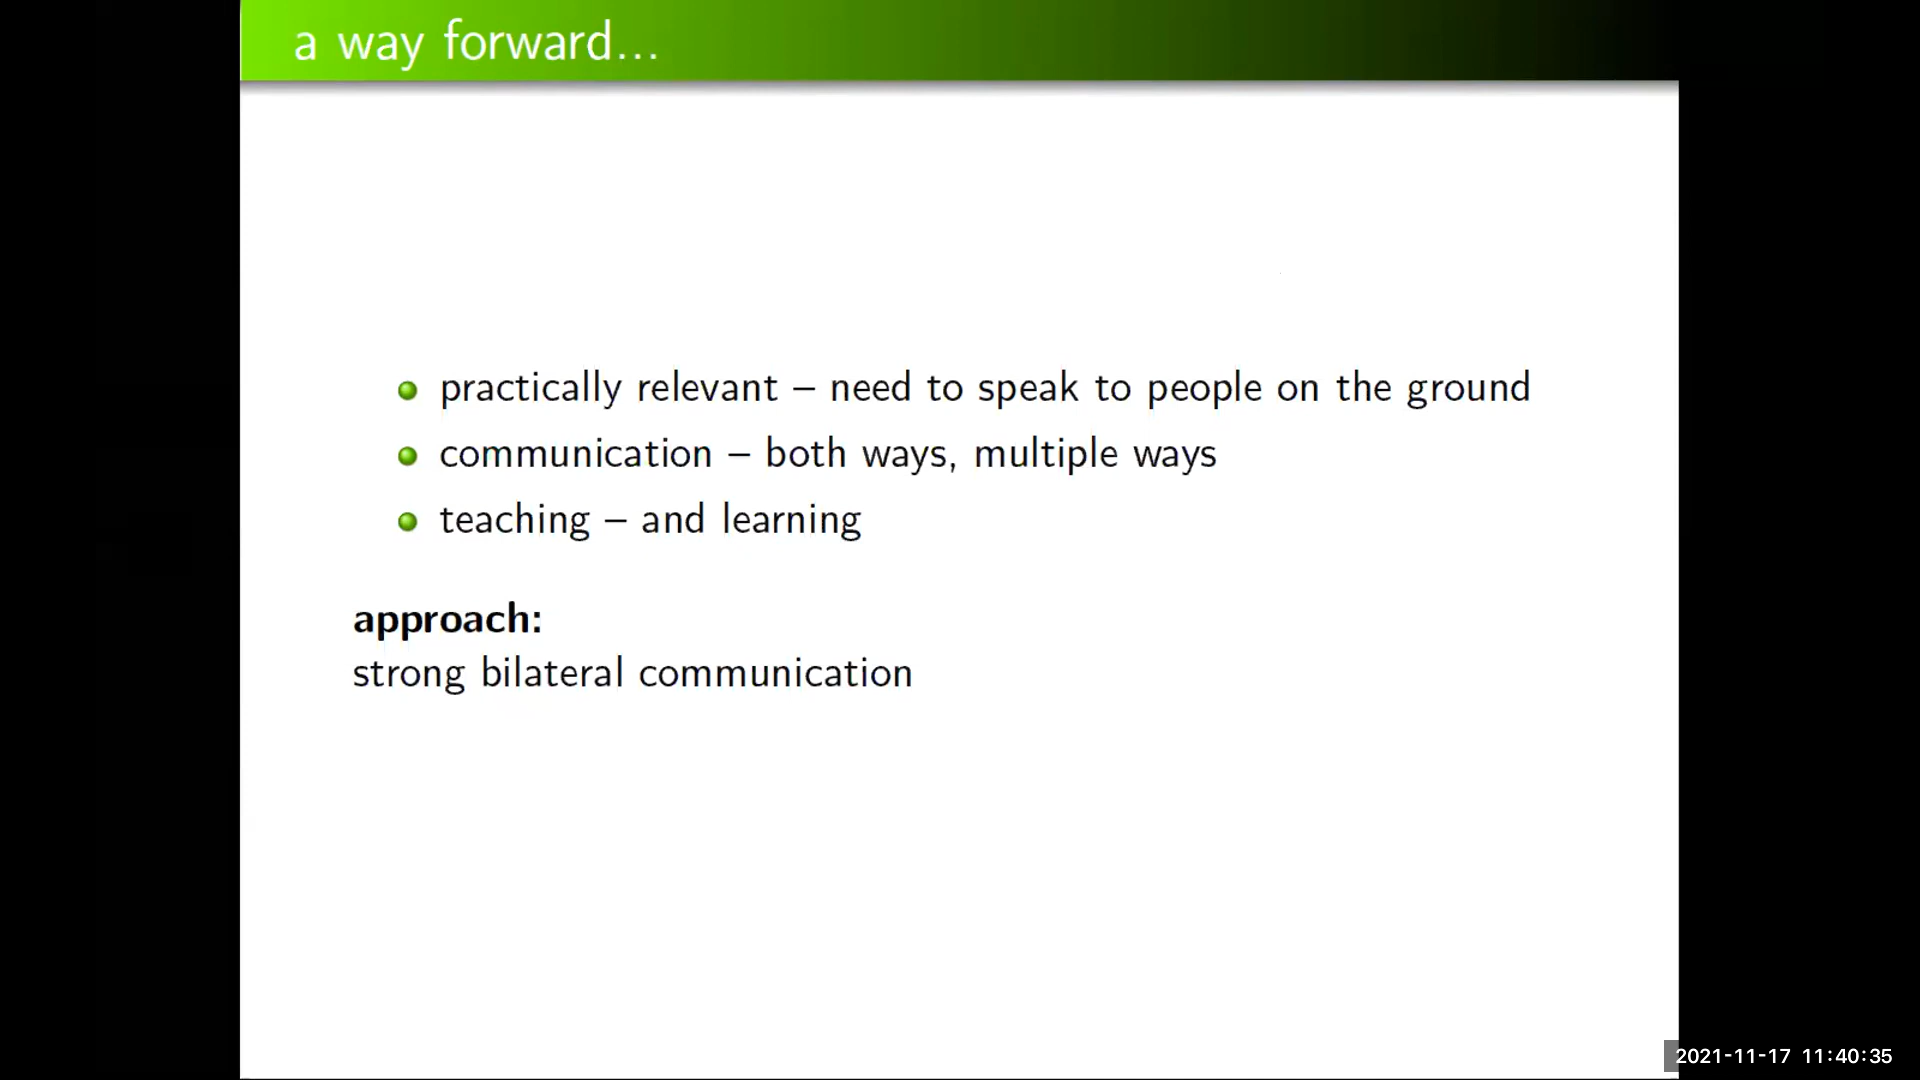 a way forward...
practically relevant – need to speak to people on the ground
communication – both ways, multiple ways
teaching – and learning
approach:
strong bilateral communication
2021-11-17 11:40:35